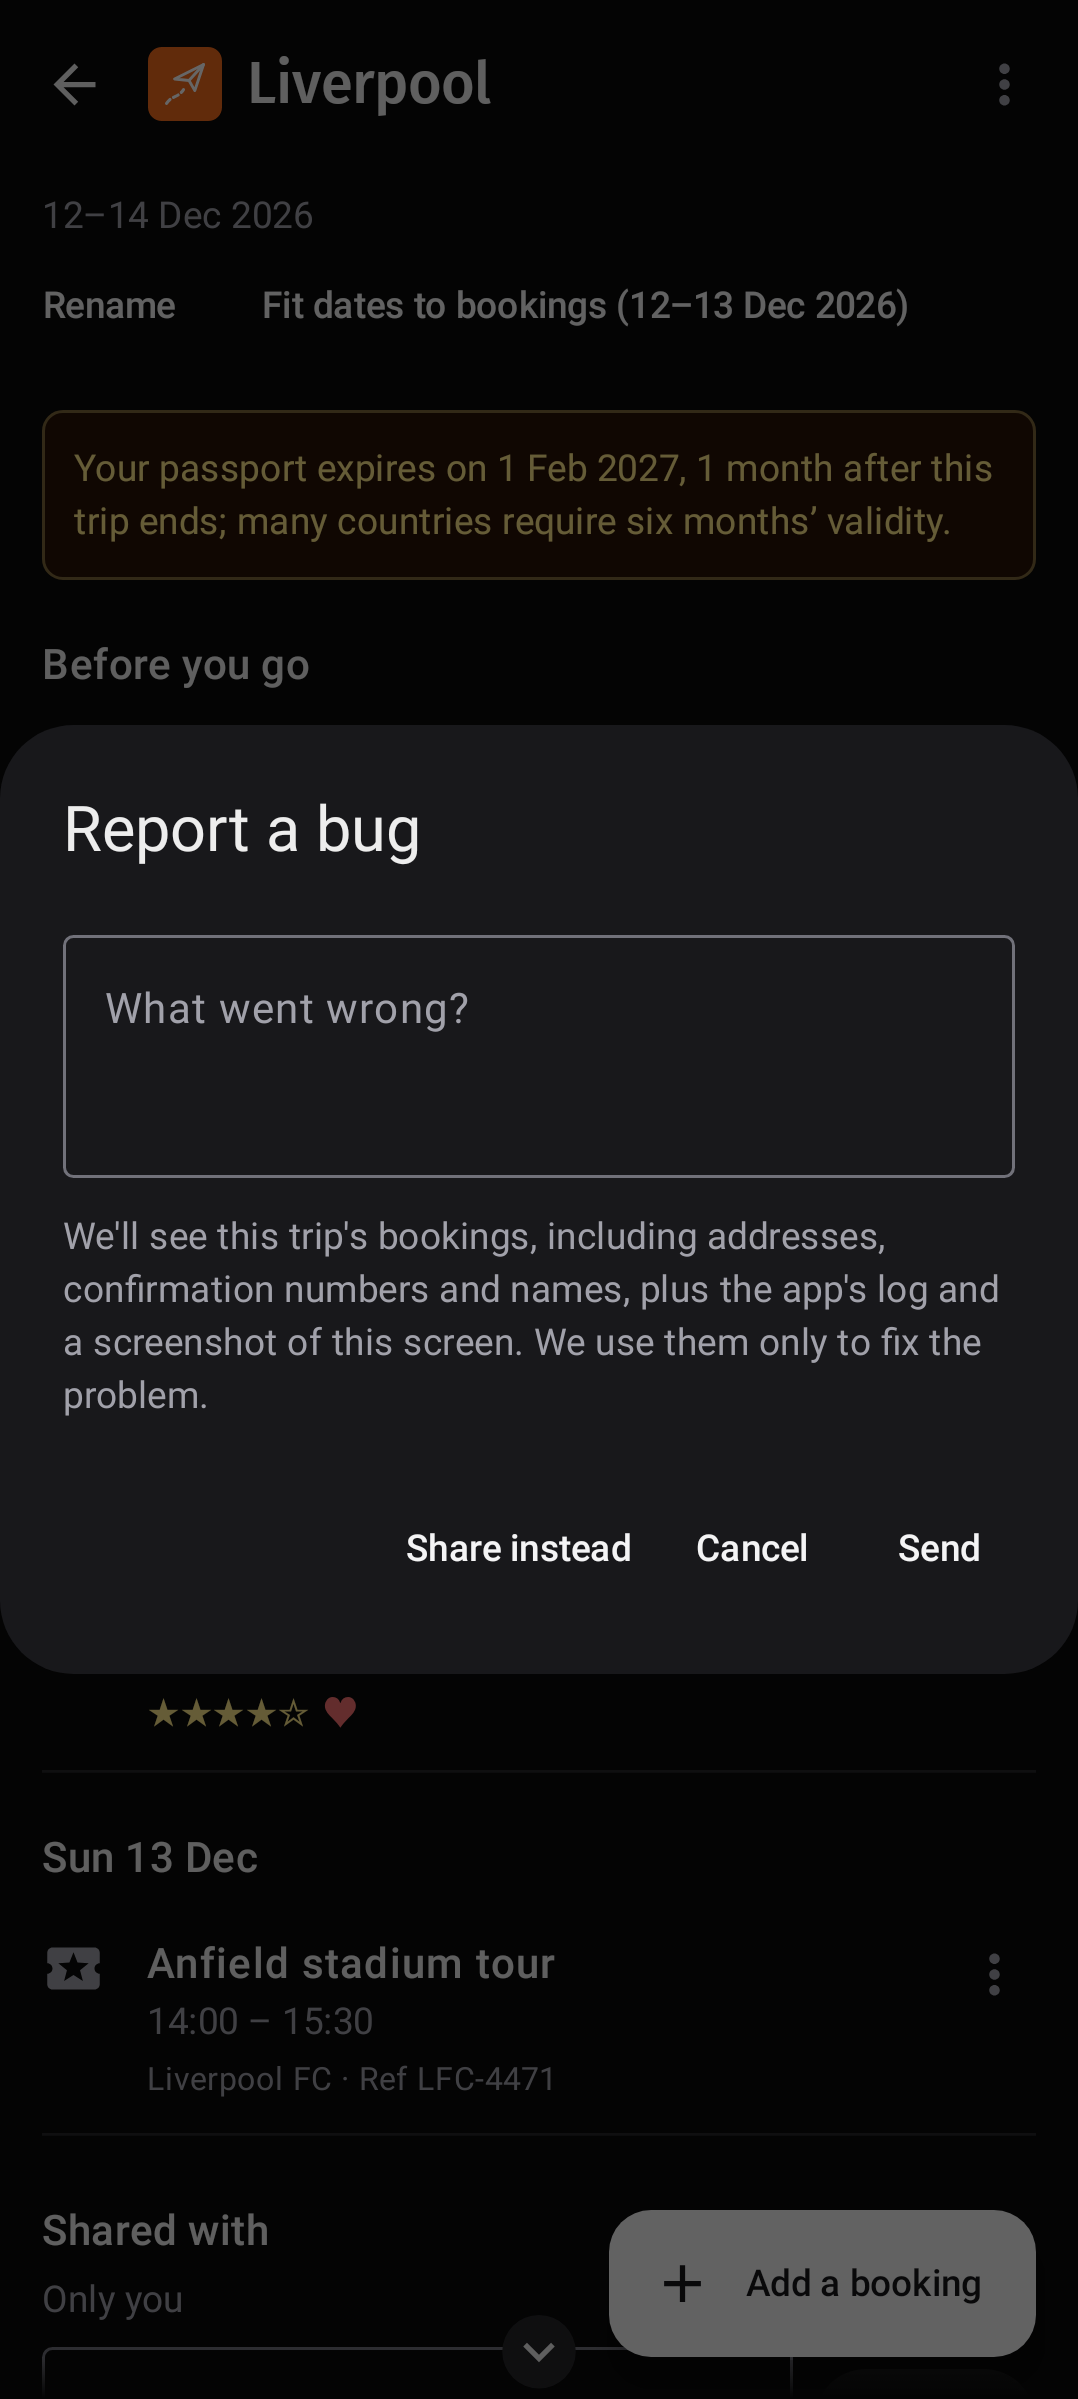 Liverpool
12–14 Dec 2026
Rename Fit dates to bookings (12–13 Dec 2026)
Your passport expires on 1 Feb 2027, 1 month after this
trip ends; many countries require six months’ validity.
Before you go
Report a bug
What went wrong?
We'll see this trip's bookings, including addresses,
confirmation numbers and names, plus the app's log and
a screenshot of this screen. We use them only to fix the
problem.
Share instead Cancel Send
★★★★☆ ♥
Sun 13 Dec
Anfield stadium tour
14:00 – 15:30
Liverpool FC · Ref LFC-4471
Shared with
Only you
Add a booking